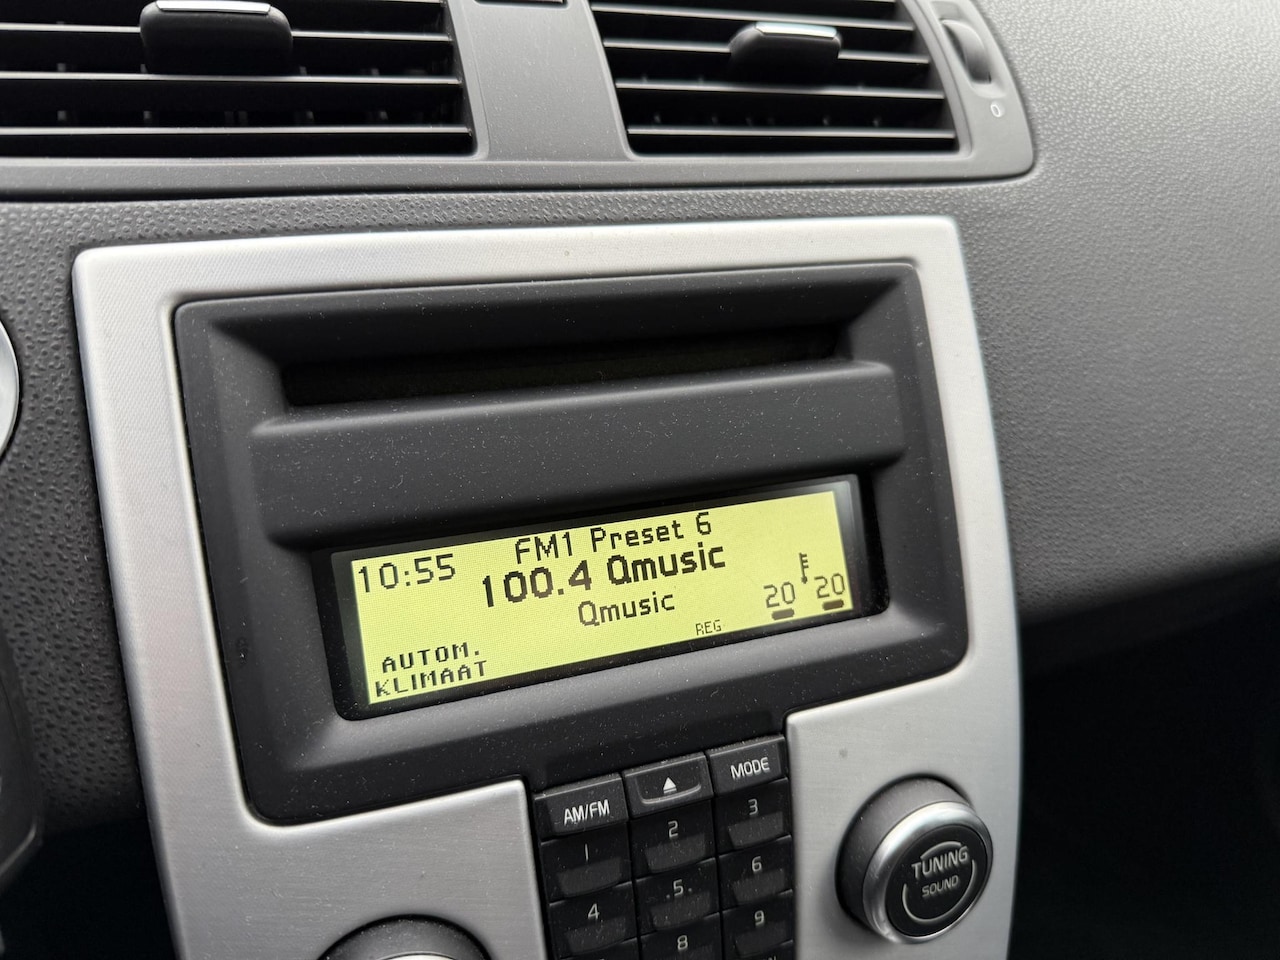 0
FM1 Preset 6
10:55
100.4 Qmusic
Qmusic
20 20
REG
AUTOM.
KLIMAAT
AM/FM
MODE
1
2
3
4
.5.
6
8
9
TUNING
SOUND